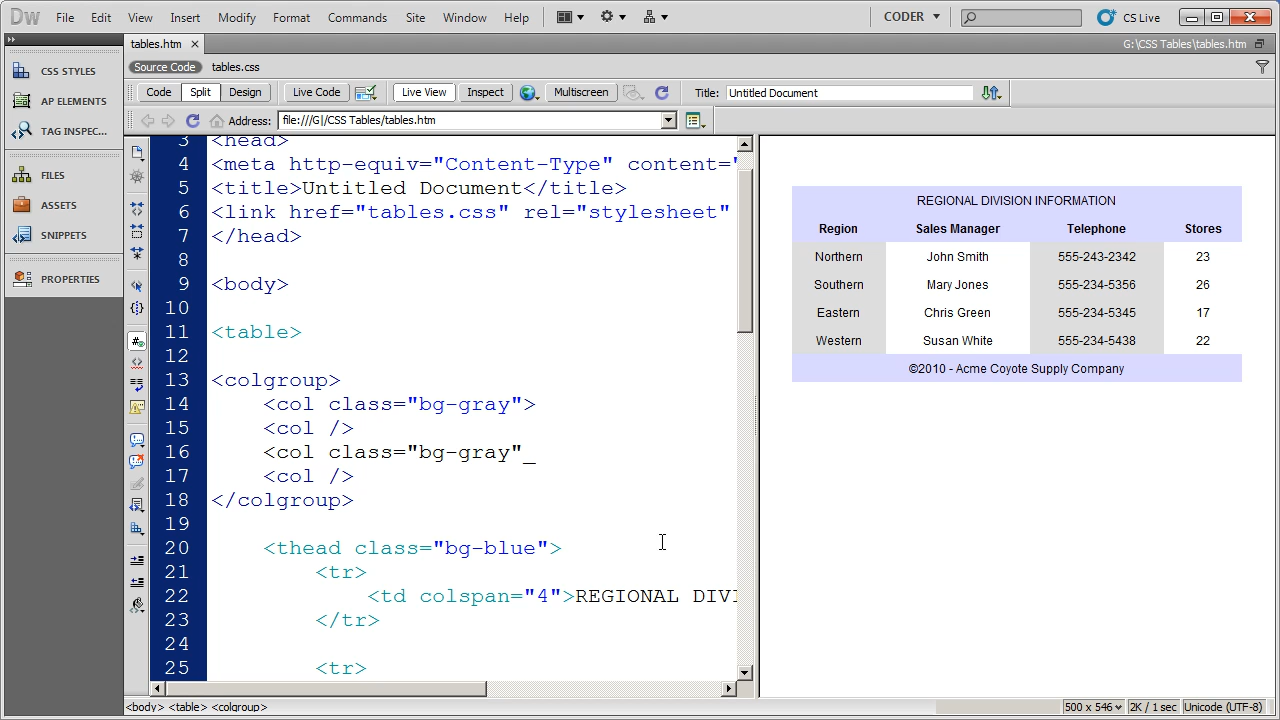 Dw File Edit View Insert Modify Format Commands Site Window Help CODER CS Live
tables.htm G:\CSS Tables\tables.htm
Source Code tables.css
Code Split Design Live Code Live View Inspect Multiscreen Title: Untitled Document
Address: file:///G|/CSS Tables/tables.htm
CSS STYLES
AP ELEMENTS
TAG INSPEC...
FILES
ASSETS
SNIPPETS
PROPERTIES
3 <head>
4 <meta http-equiv="Content-Type" content="
5 <title>Untitled Document</title>
6 <link href="tables.css" rel="stylesheet"
7 </head>
8
9 <body>
10
11 <table>
12
13 <colgroup>
14 <col class="bg-gray">
15 <col />
16 <col class="bg-gray"_
17 <col />
18 </colgroup>
19
20 <thead class="bg-blue">
21 <tr>
22 <td colspan="4">REGIONAL DIVI
23 </tr>
24
25 <tr>
REGIONAL DIVISION INFORMATION
Region Sales Manager Telephone Stores
Northern John Smith 555-243-2342 23
Southern Mary Jones 555-234-5356 26
Eastern Chris Green 555-234-5345 17
Western Susan White 555-234-5438 22
©2010 - Acme Coyote Supply Company
<body> <table> <colgroup> 500 x 546 2K / 1 sec Unicode (UTF-8)